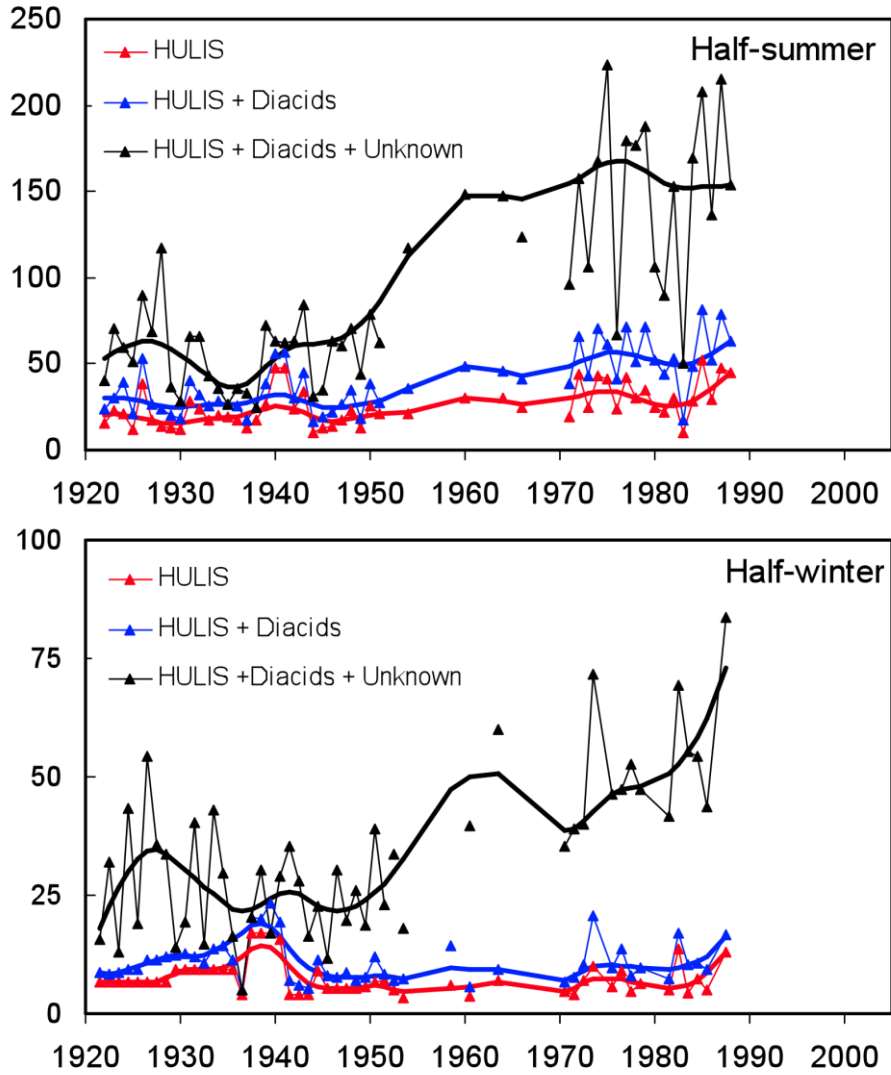 250
200
150
100
50
0
Half-summer
HULIS
HULIS + Diacids
HULIS + Diacids + Unknown
1920 1930 1940 1950 1960 1970 1980 1990 2000
100
75
50
25
0
Half-winter
HULIS
HULIS + Diacids
HULIS +Diacids + Unknown
1920 1930 1940 1950 1960 1970 1980 1990 2000